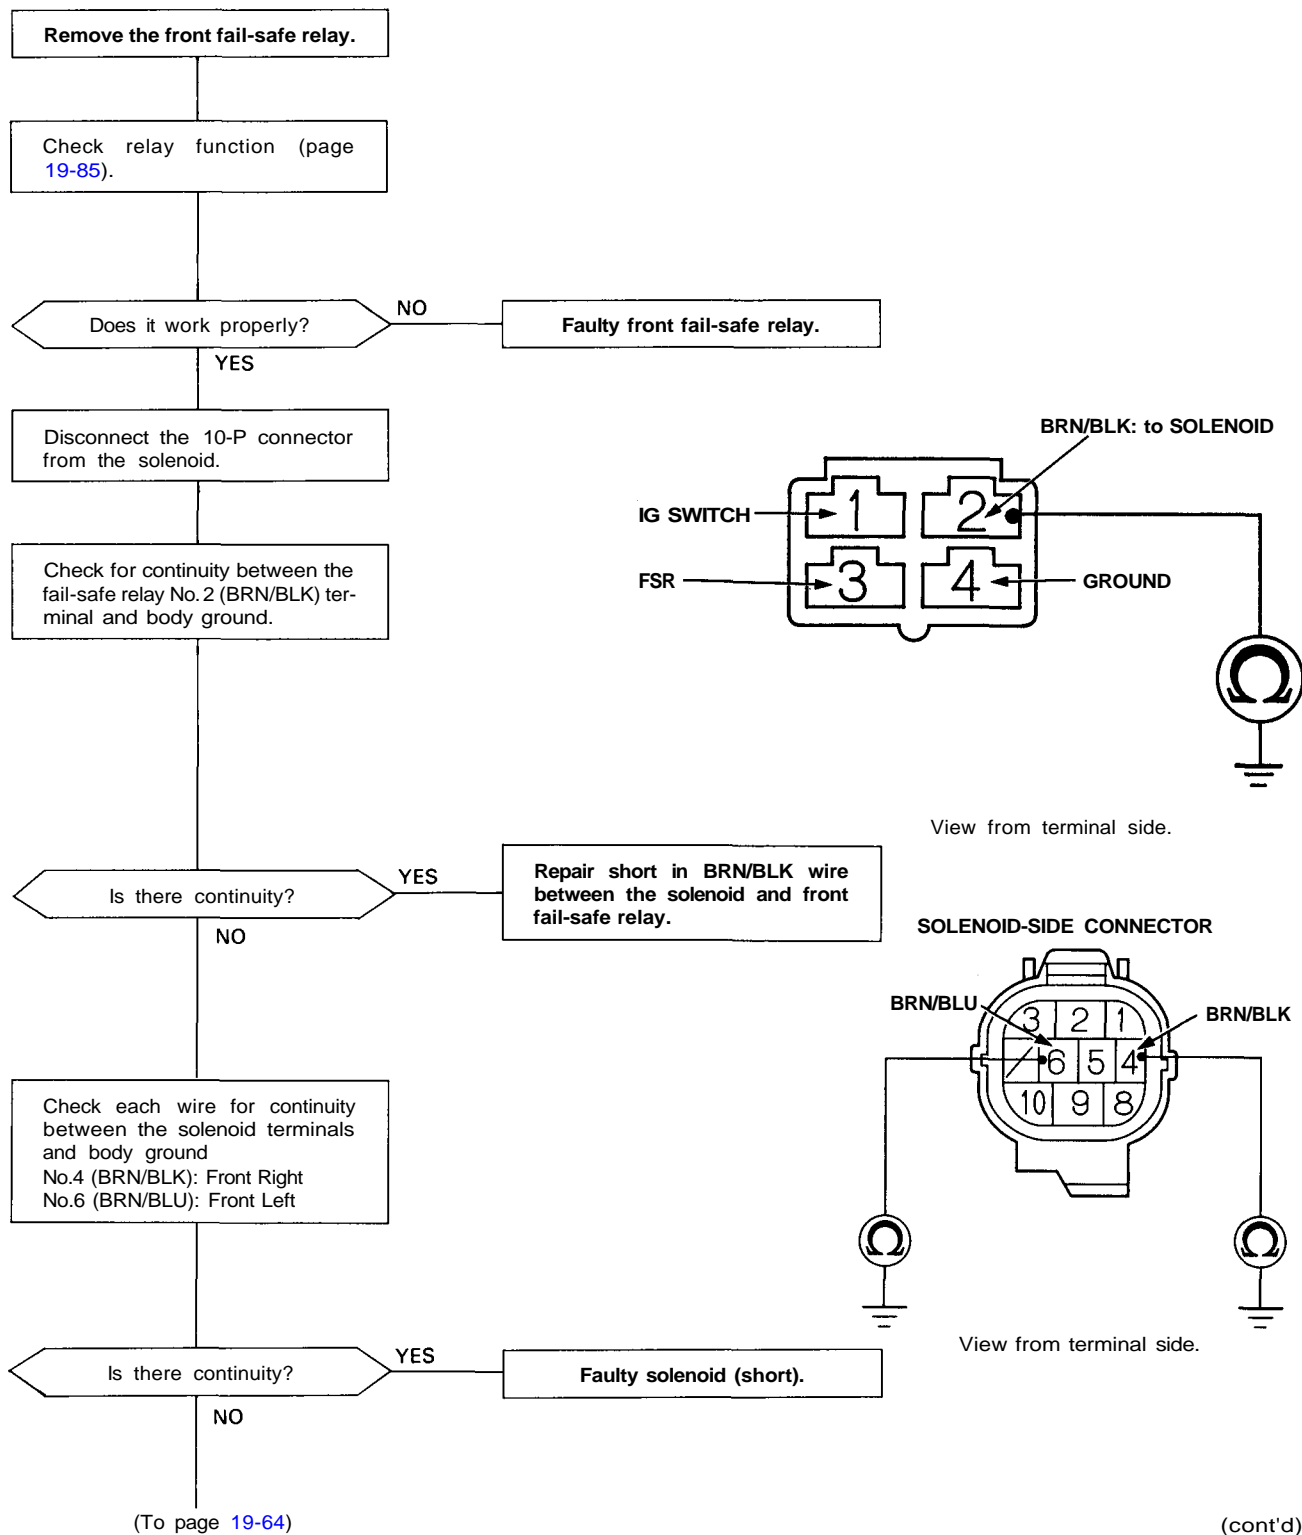 Remove the front fail-safe relay.
Check relay function (page
19-85).
Does it work properly?
NO
Faulty front fail-safe relay.
YES
Disconnect the 10-P connector
from the solenoid.
Check for continuity between the
fail-safe relay No.2 (BRN/BLK) ter-
minal and body ground.
BRN/BLK: to SOLENOID
IG SWITCH
1
2
FSR
3
4
GROUND
Ω
View from terminal side.
Is there continuity?
YES
Repair short in BRN/BLK wire
between the solenoid and front
fail-safe relay.
NO
SOLENOID-SIDE CONNECTOR
BRN/BLU
BRN/BLK
3 2 1
6 5 4
10 9 8
Check each wire for continuity
between the solenoid terminals
and body ground
No.4 (BRN/BLK): Front Right
No.6 (BRN/BLU): Front Left
Ω
Ω
View from terminal side.
Is there continuity?
YES
Faulty solenoid (short).
NO
(To page 19-64)
(cont'd)